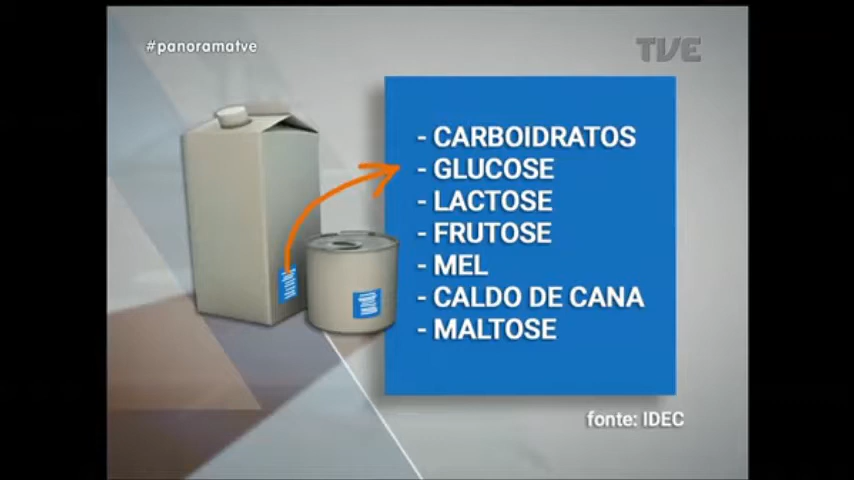 #panoramatve
TVE
- CARBOIDRATOS
- GLUCOSE
- LACTOSE
- FRUTOSE
- MEL
- CALDO DE CANA
- MALTOSE
fonte: IDEC